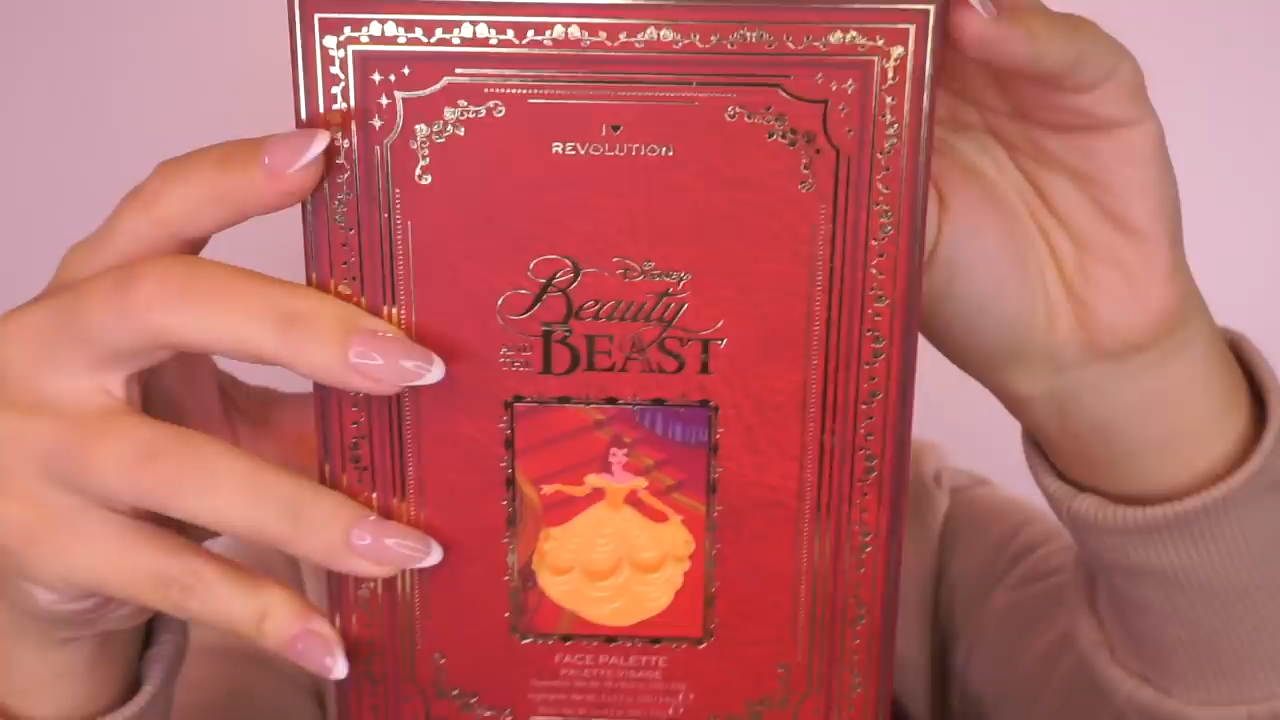 I ♥
REVOLUTION
DISNEY
Beauty
AND
THE BEAST
FACE PALETTE
PALETTE VISAGE